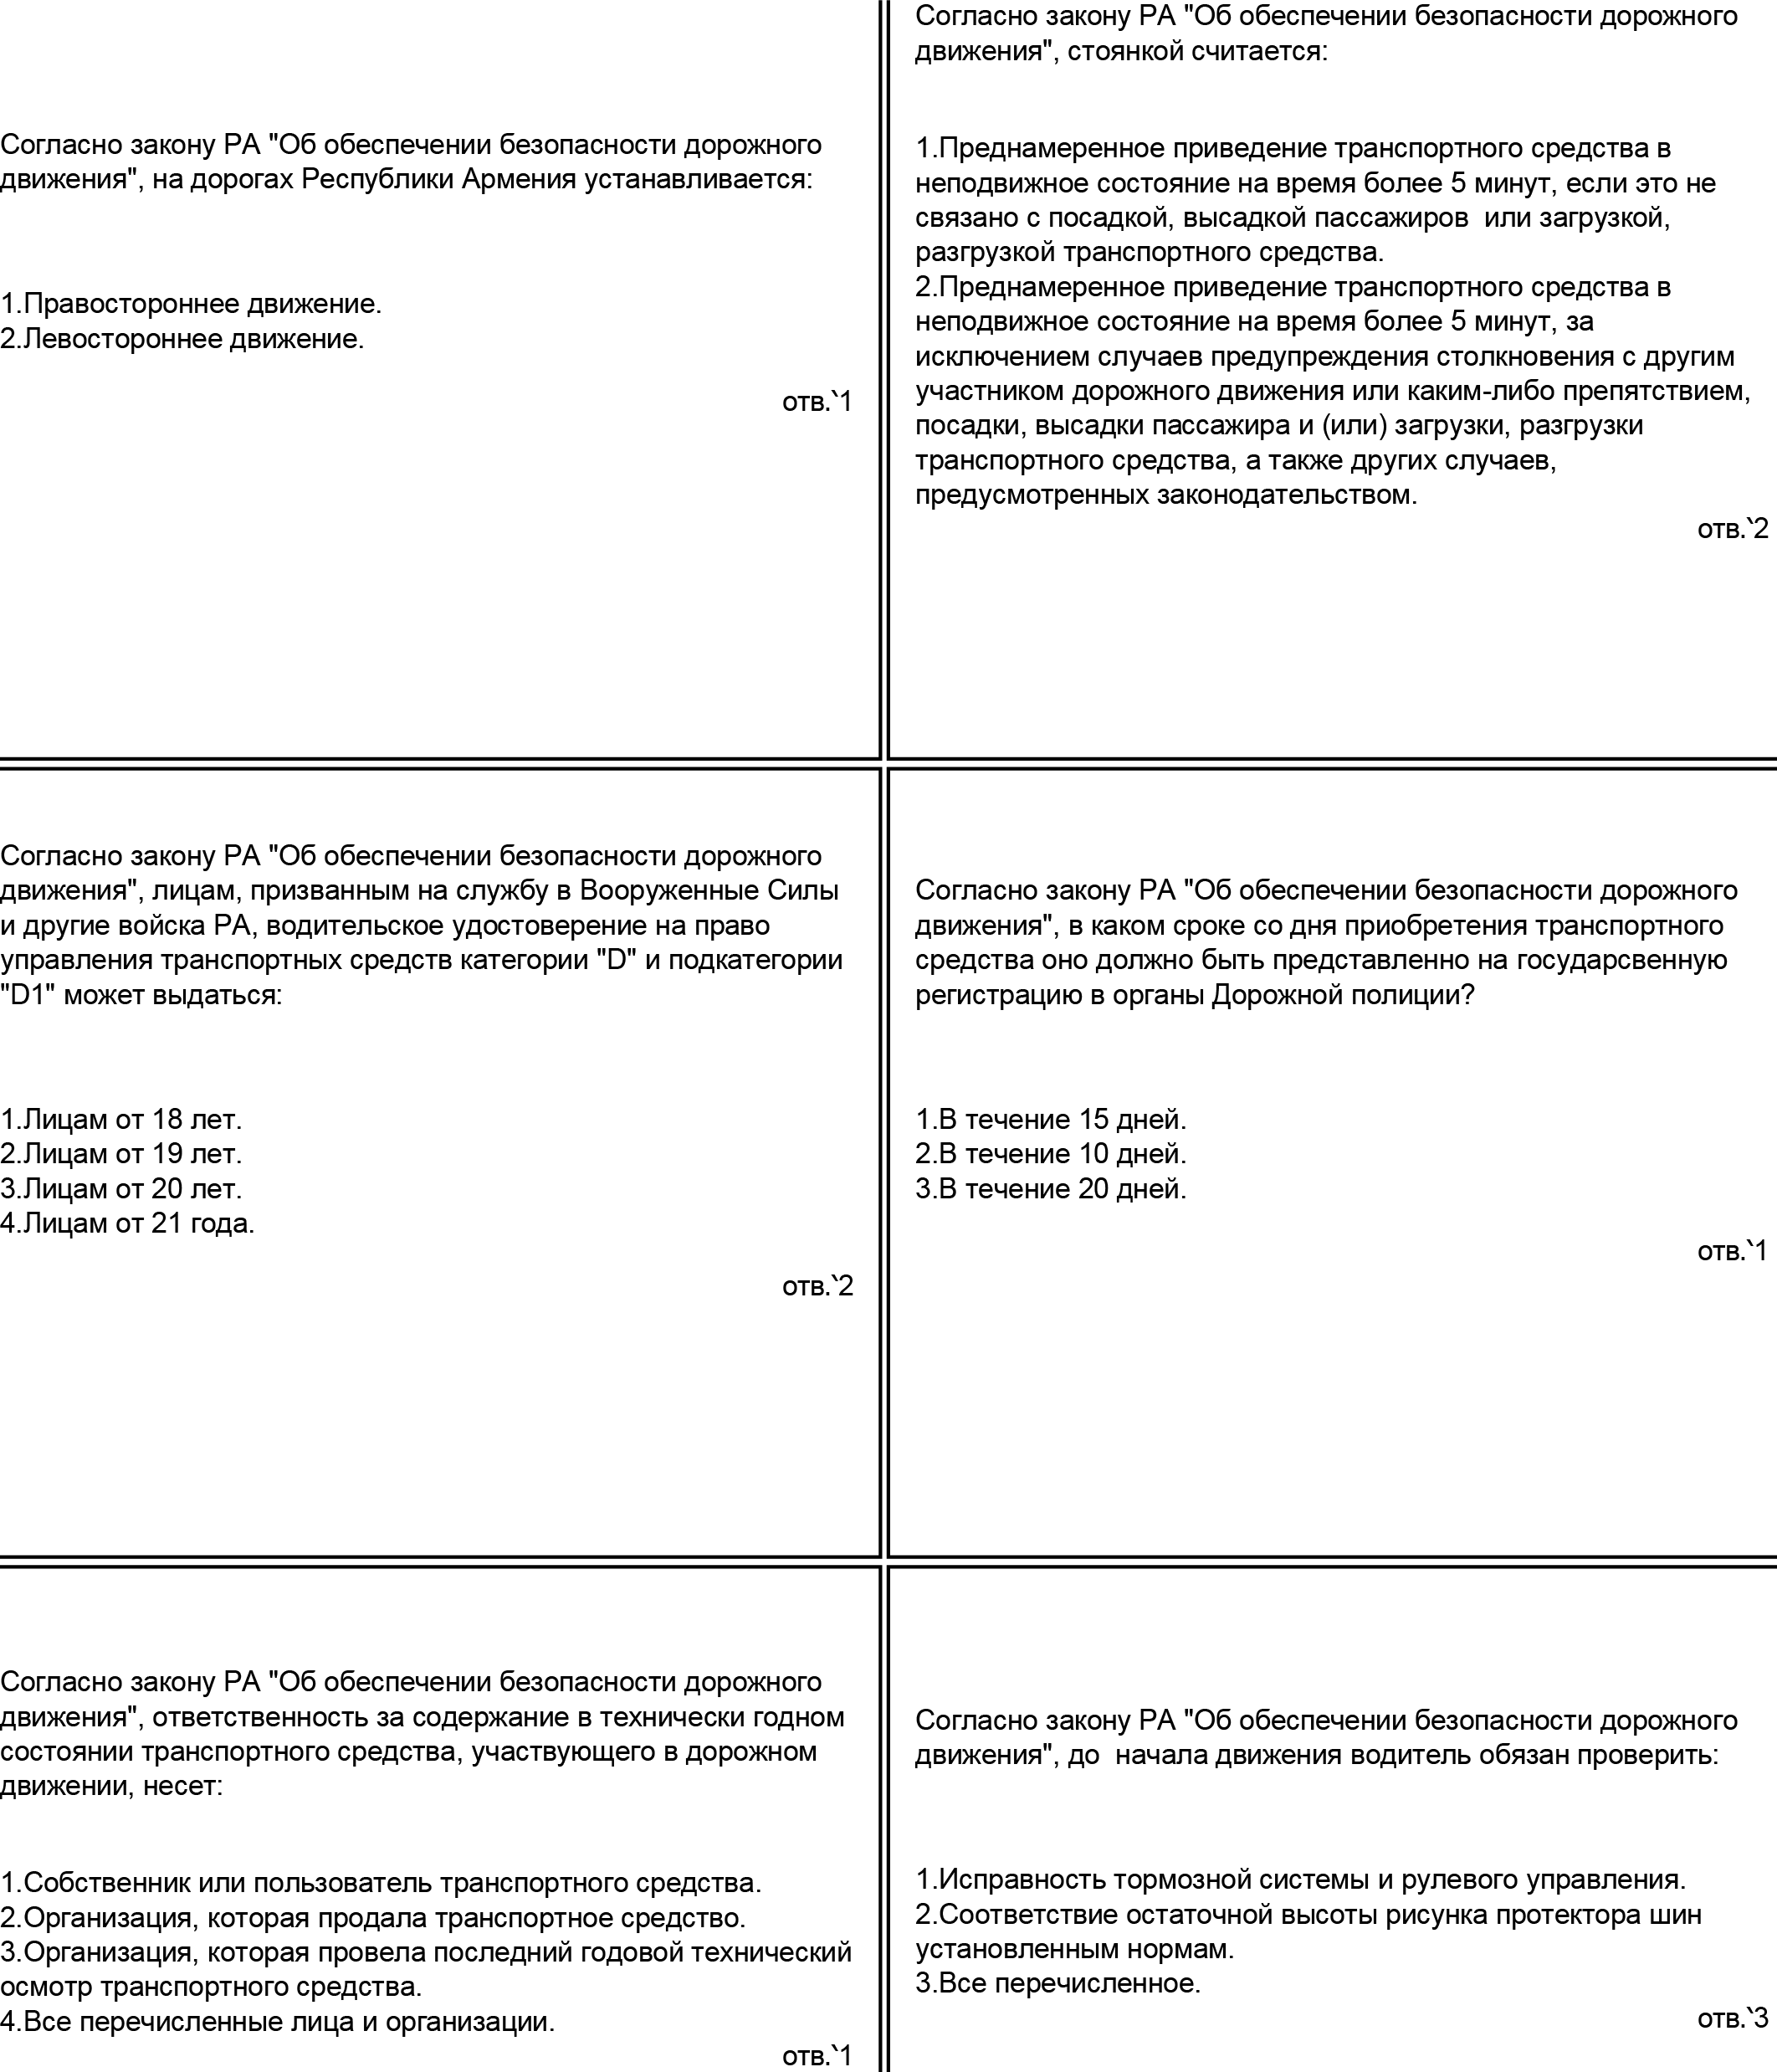 Согласно закону РА "Об обеспечении безопасности дорожного
движения", на дорогах Республики Армения устанавливается:
1.Правостороннее движение.
2.Левостороннее движение.
отв.՝1
Согласно закону РА "Об обеспечении безопасности дорожного
движения", стоянкой считается:
1.Преднамеренное приведение транспортного средства в
неподвижное состояние на время более 5 минут, если это не
связано с посадкой, высадкой пассажиров  или загрузкой,
разгрузкой транспортного средства.
2.Преднамеренное приведение транспортного средства в
неподвижное состояние на время более 5 минут, за
исключением случаев предупреждения столкновения с другим
участником дорожного движения или каким-либо препятствием,
посадки, высадки пассажира и (или) загрузки, разгрузки
транспортного средства, а также других случаев,
предусмотренных законодательством.
отв.՝2
Согласно закону РА "Об обеспечении безопасности дорожного
движения", лицам, призванным на службу в Вооруженные Силы
и другие войска РА, водительское удостоверение на право
управления транспортных средств категории "D" и подкатегории
"D1" может выдаться:
1.Лицам от 18 лет.
2.Лицам от 19 лет.
3.Лицам от 20 лет.
4.Лицам от 21 года.
отв.՝2
Согласно закону РА "Об обеспечении безопасности дорожного
движения", в каком сроке со дня приобретения транспортного
средства оно должно быть представленно на государсвенную
регистрацию в органы Дорожной полиции?
1.В течение 15 дней.
2.В течение 10 дней.
3.В течение 20 дней.
отв.՝1
Согласно закону РА "Об обеспечении безопасности дорожного
движения", ответственность за содержание в технически годном
состоянии транспортного средства, участвующего в дорожном
движении, несет:
1.Собственник или пользователь транспортного средства.
2.Организация, которая продала транспортное средство.
3.Организация, которая провела последний годовой технический
осмотр транспортного средства.
4.Все перечисленные лица и организации.
отв.՝1
Согласно закону РА "Об обеспечении безопасности дорожного
движения", до  начала движения водитель обязан проверить:
1.Исправность тормозной системы и рулевого управления.
2.Соответствие остаточной высоты рисунка протектора шин
установленным нормам.
3.Все перечисленное.
отв.՝3